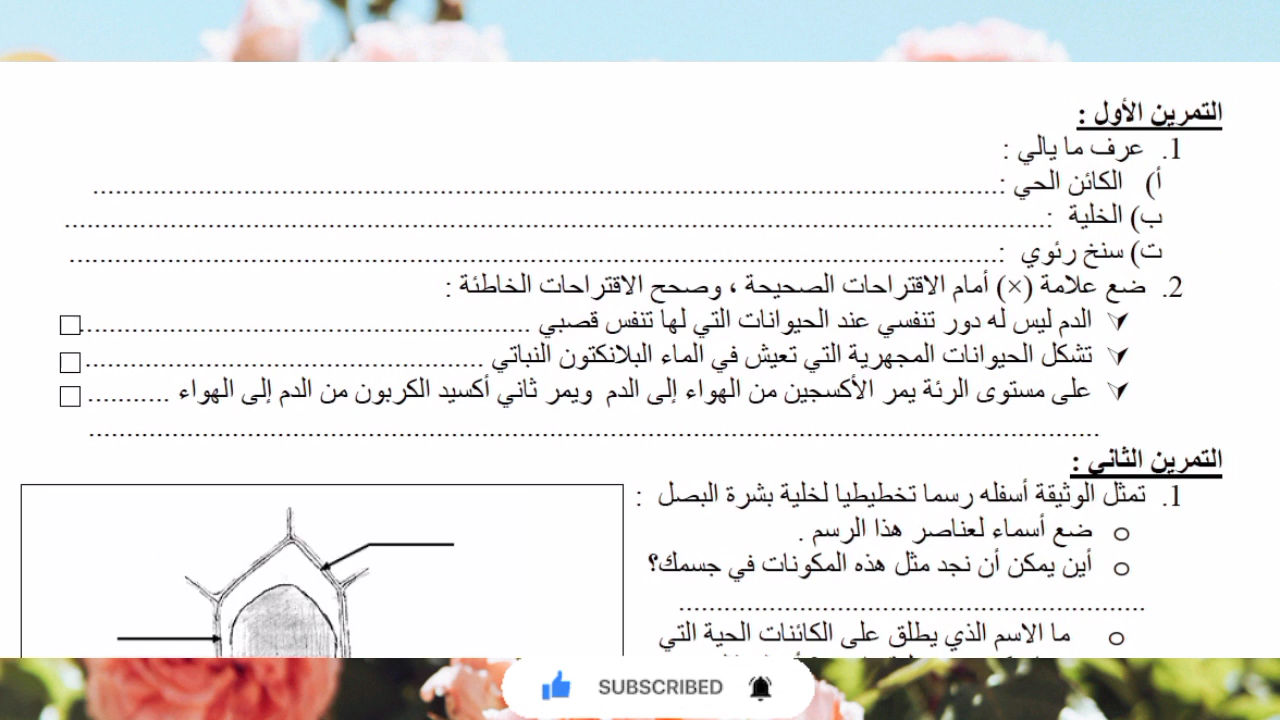 التمرين الأول :
1. عرف ما يالي :
أ) الكائن الحي :...............................................................................................
ب) الخلية :.......................................................................................................
ت) سنخ رئوي :..................................................................................................
2. ضع علامة (×) أمام الاقتراحات الصحيحة ، وصحح الاقتراحات الخاطئة :
الدم ليس له دور تنفسي عند الحيوانات التي لها تنفس قصبي ................................................
تشكل الحيوانات المجهرية التي تعيش في الماء البلانكتون النباتي ...........................................
على مستوى الرئة يمر الأكسجين من الهواء إلى الدم ويمر ثاني أكسيد الكربون من الدم إلى الهواء ...........
...........................................................................................................
التمرين الثاني :
1. تمثل الوثيقة أسفله رسما تخطيطيا لخلية بشرة البصل :
o ضع أسماء لعناصر هذا الرسم .
o أين يمكن أن نجد مثل هذه المكونات في جسمك؟
.................................................
o ما الاسم الذي يطلق على الكائنات الحية التي
SUBSCRIBED